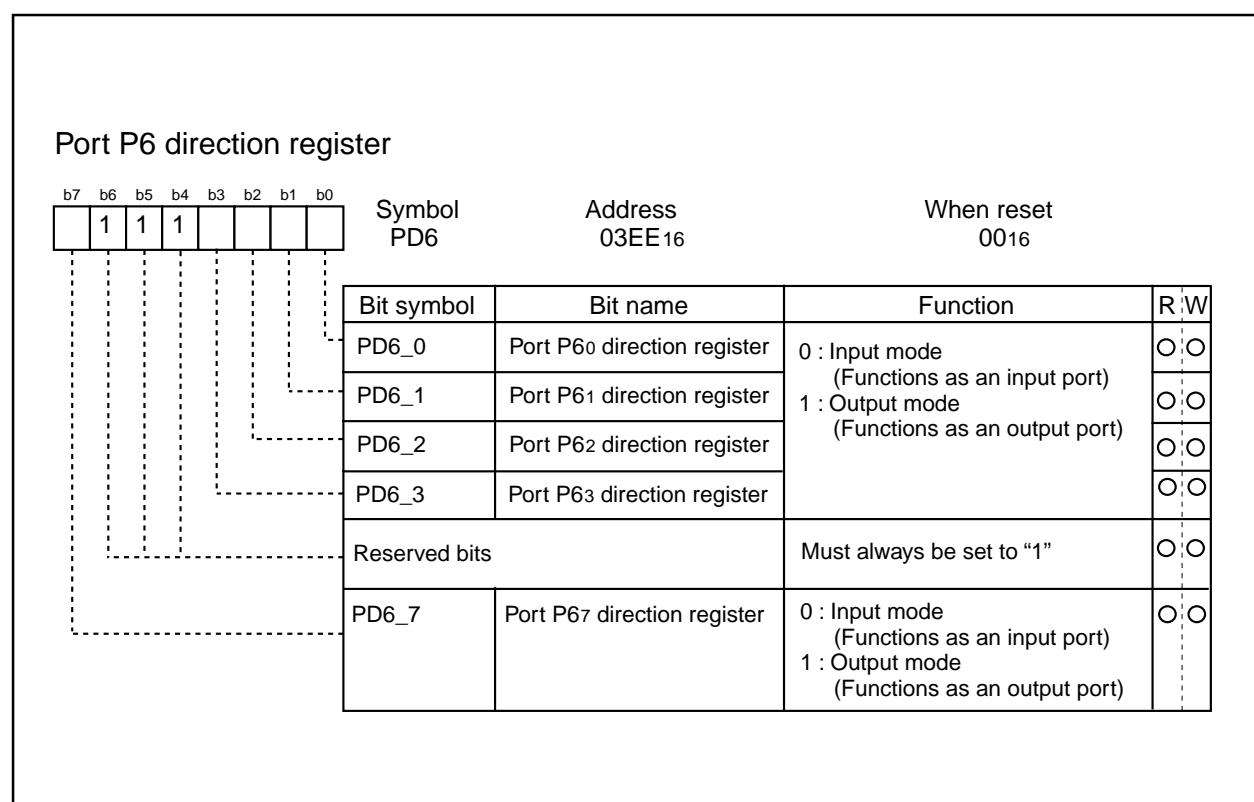 Port P6 direction register
b7 b6 b5 b4 b3 b2 b1 b0
1 1 1
Symbol Address When reset
PD6 03EE16 0016
Bit symbol Bit name Function R W
PD6_0 Port P60 direction register
0 : Input mode
(Functions as an input port)
1 : Output mode
(Functions as an output port)
PD6_1 Port P61 direction register
PD6_2 Port P62 direction register
PD6_3 Port P63 direction register
Reserved bits Must always be set to “1”
PD6_7 Port P67 direction register 0 : Input mode
(Functions as an input port)
1 : Output mode
(Functions as an output port)